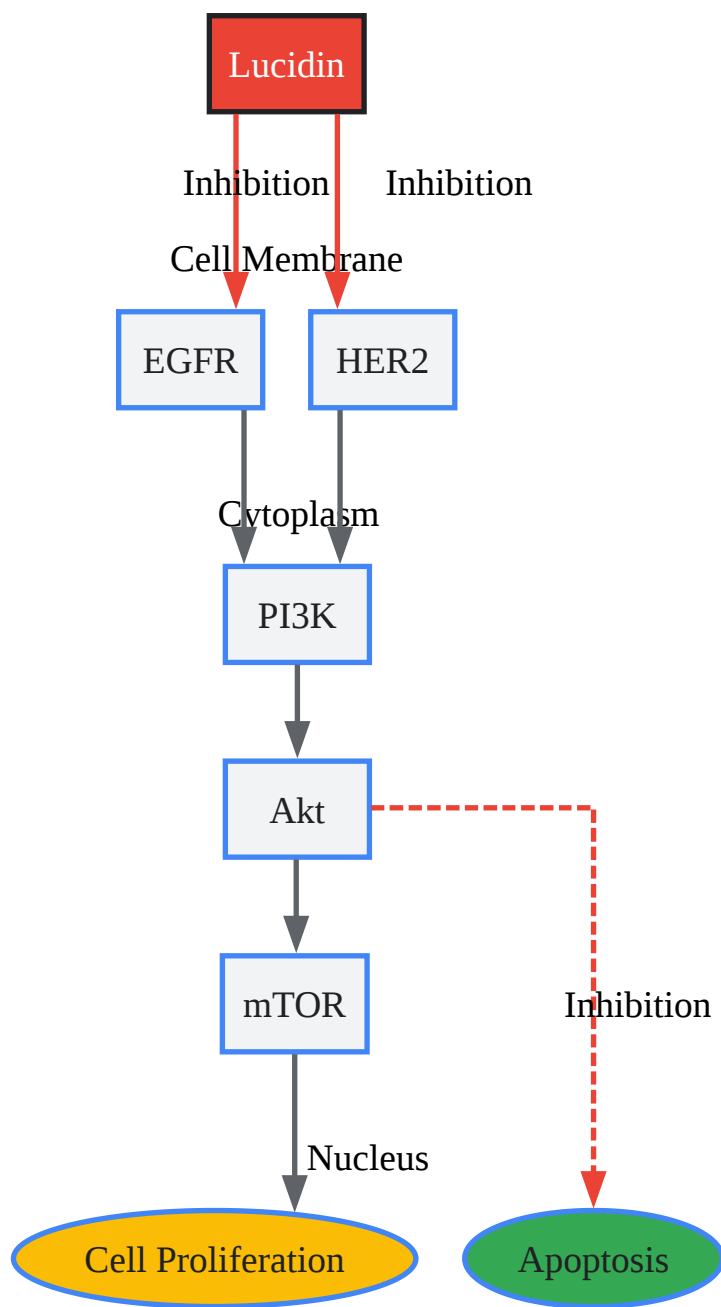 Lucidin
Inhibition
Inhibition
Cell Membrane
EGFR
HER2
Cytoplasm
PI3K
Akt
mTOR
Inhibition
Nucleus
Cell Proliferation
Apoptosis